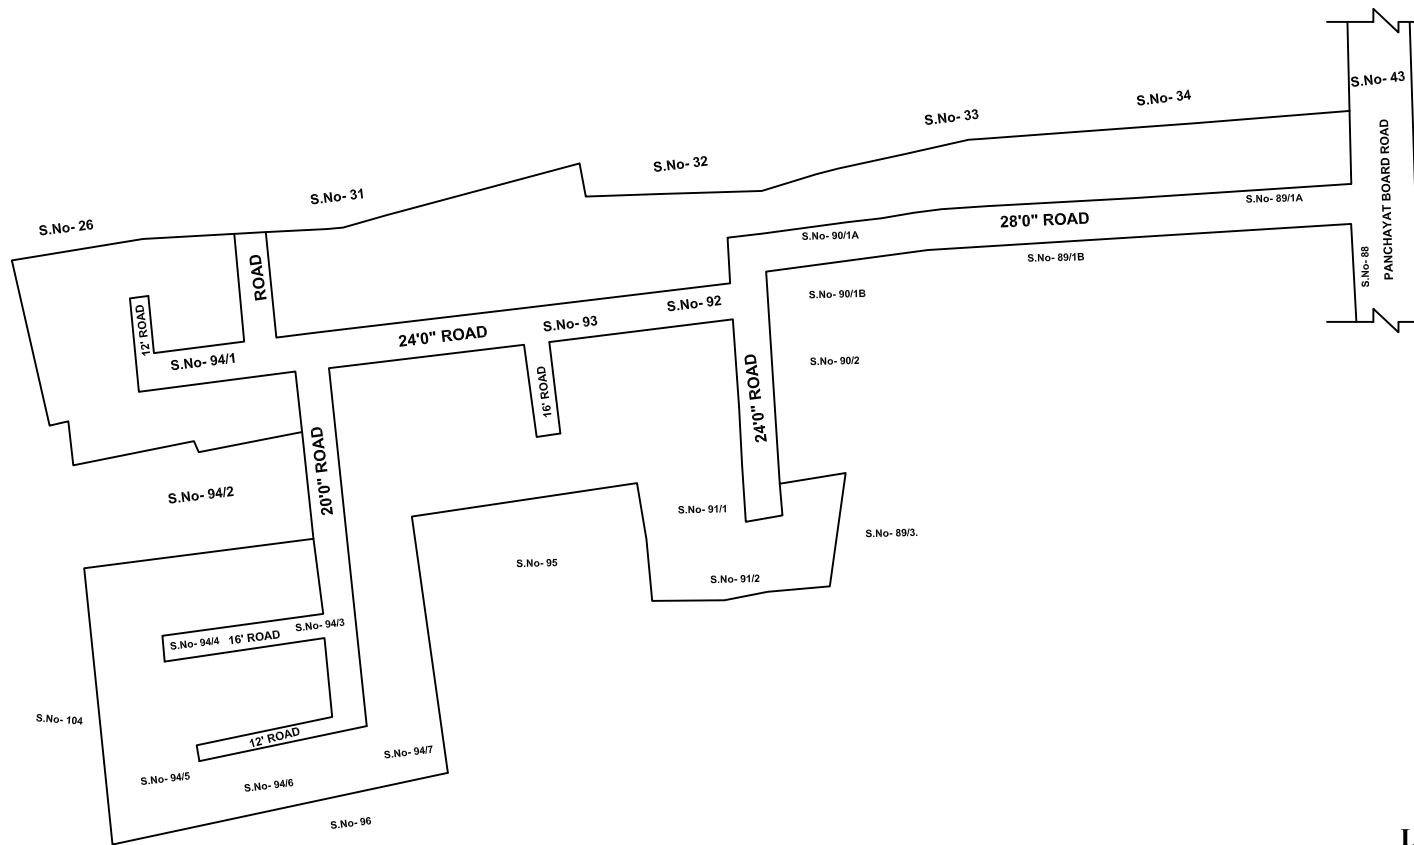 S.No- 43
S.No- 34
S.No- 33
S.No- 32
S.No- 31
S.No- 26
PANCHAYAT BOARD ROAD
S.No- 89/1A
28'0" ROAD
S.No- 90/1A
S.No- 89/1B
S.No- 88
ROAD
S.No- 90/1B
S.No- 92
S.No- 93
24'0" ROAD
12' ROAD
S.No- 94/1
S.No- 90/2
24'0" ROAD
16' ROAD
20'0" ROAD
S.No- 94/2
S.No- 91/1
S.No- 89/3.
S.No- 95
S.No- 91/2
S.No- 94/3
16' ROAD
S.No- 94/4
S.No- 104
12' ROAD
S.No- 94/7
S.No- 94/5
S.No- 94/6
S.No- 96